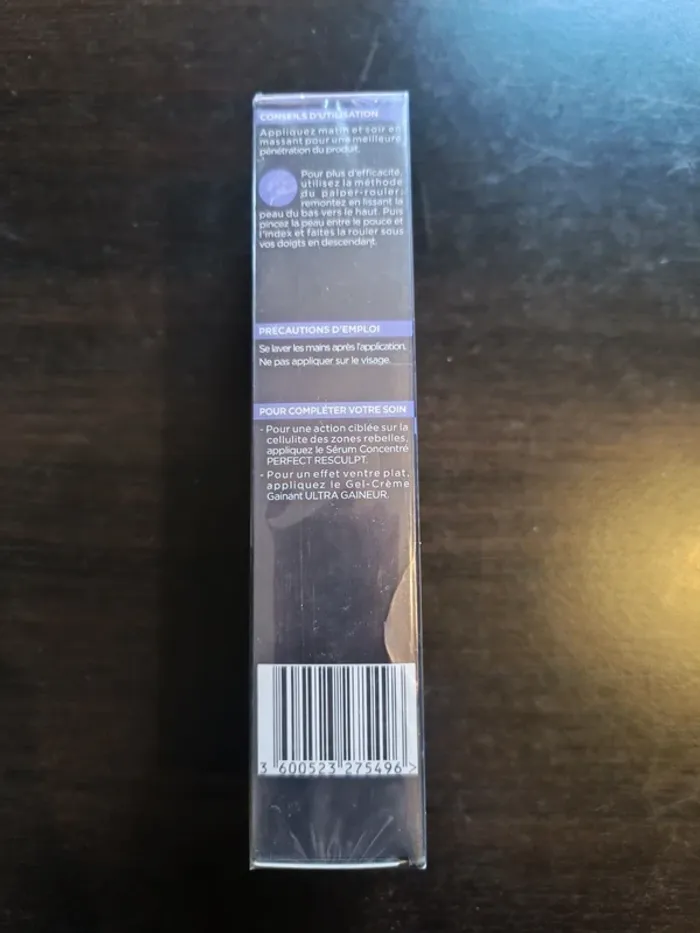 CONSEILS D'UTILISATION
Appliquez matin et soir en
massant pour une meilleure
pénétration du produit.
Pour plus d'efficacité,
utilisez la méthode
du palper-rouler:
remontez en lissant la
peau du bas vers le haut. Puis
pincez la peau entre le pouce et
l'index et faites la rouler sous
vos doigts en descendant.
PRÉCAUTIONS D'EMPLOI
Se laver les mains après l'application.
Ne pas appliquer sur le visage.
POUR COMPLÉTER VOTRE SOIN
- Pour une action ciblée sur la
cellulite des zones rebelles,
appliquez le Sérum Concentré
PERFECT RESCULPT.
- Pour un effet ventre plat,
appliquez le Gel-Crème
Gainant ULTRA GAINEUR.
3 600523 275496 >